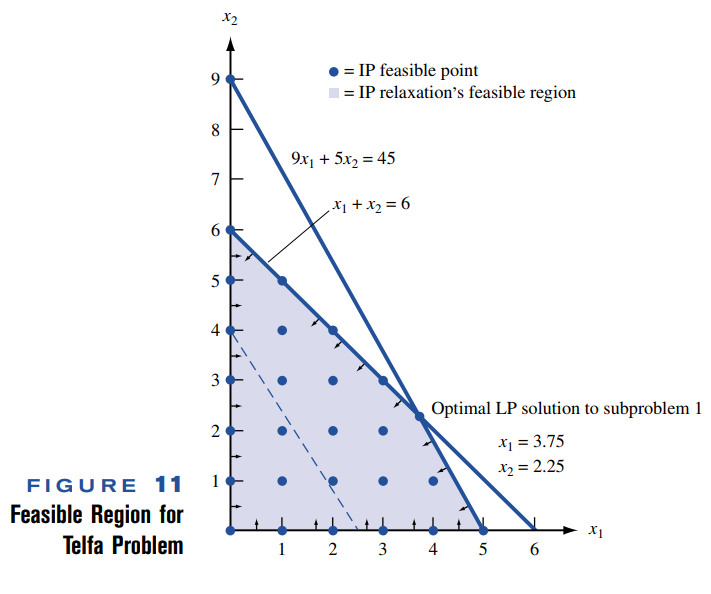 x₂
9
8
7
6
5
4
3
2
1
= IP feasible point
= IP relaxation's feasible region
9x₁ + 5x₂ = 45
x₁ + x₂ = 6
Optimal LP solution to subproblem 1
x₁ = 3.75
x₂ = 2.25
1 2 3 4 5 6
x₁
FIGURE 11
Feasible Region for
Telfa Problem